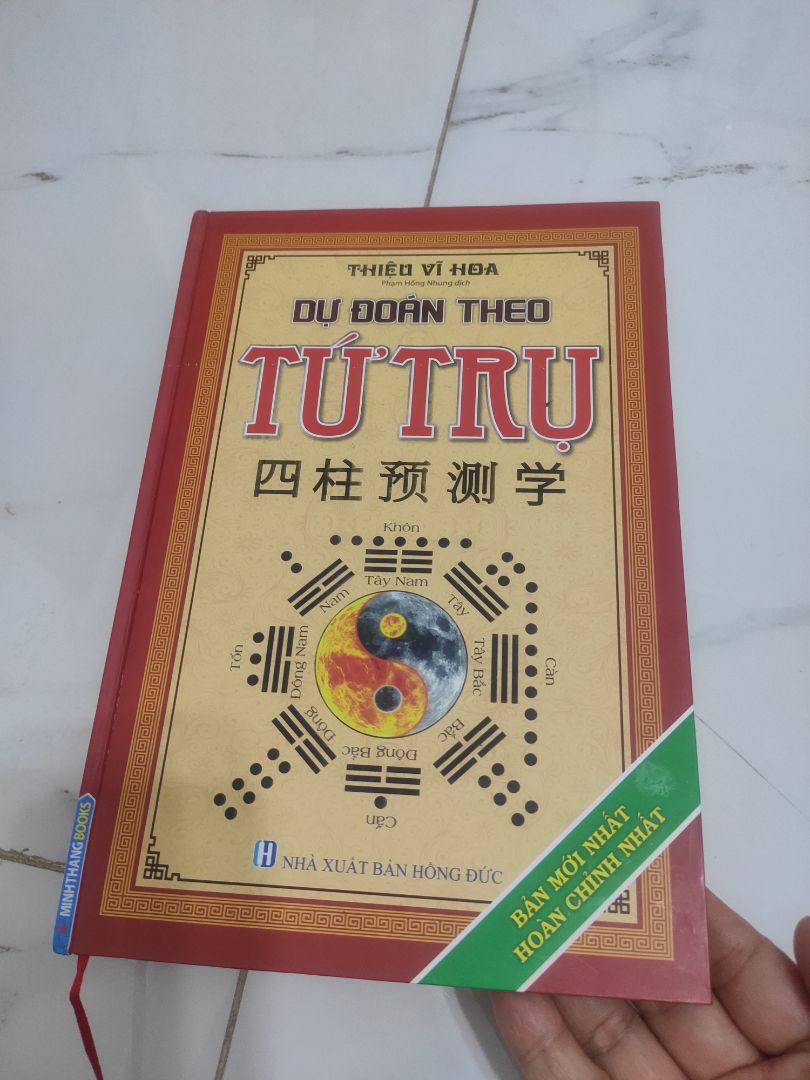 THIỆU VĨ HOA
Phạm Hồng Nhung dịch
DỰ ĐOÁN THEO
TỨ TRỤ
四柱预测学
Khôn
Tây Nam
Nam
Tây
Tốn
Đông Nam
Tây Bắc
Càn
Đông
Bắc
Đông Bắc
Cấn
NHÀ XUẤT BẢN HỒNG ĐỨC
BẢN MỚI NHẤT
HOÀN CHỈNH NHẤT
MINHTHANGBOOKS